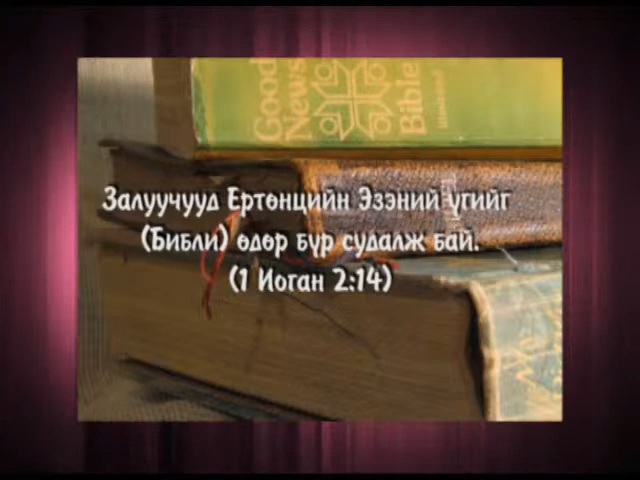 Good
News
Bible
Залуучууд Ертөнцийн Эзэний үгийг
(Библи) өдөр бүр судалж бай.
(1 Иоган 2:14)